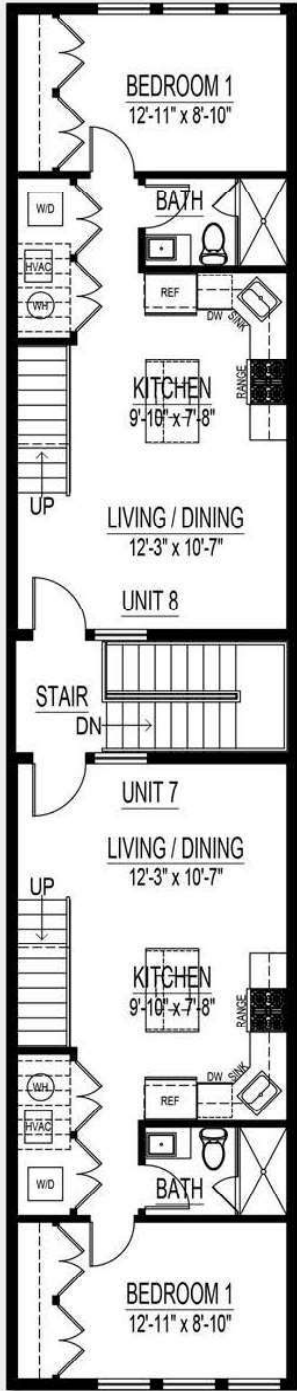 BEDROOM 1
12'-11" x 8'-10"
BATH
W/D
HVAC
WH
REF
DW
SINK
RANGE
KITCHEN
9'-10" x 7'-8"
UP
LIVING / DINING
12'-3" x 10'-7"
UNIT 8
STAIR
DN
UNIT 7
LIVING / DINING
12'-3" x 10'-7"
UP
KITCHEN
9'-10" x 7'-8"
RANGE
SINK
DW
REF
WH
HVAC
W/D
BATH
BEDROOM 1
12'-11" x 8'-10"